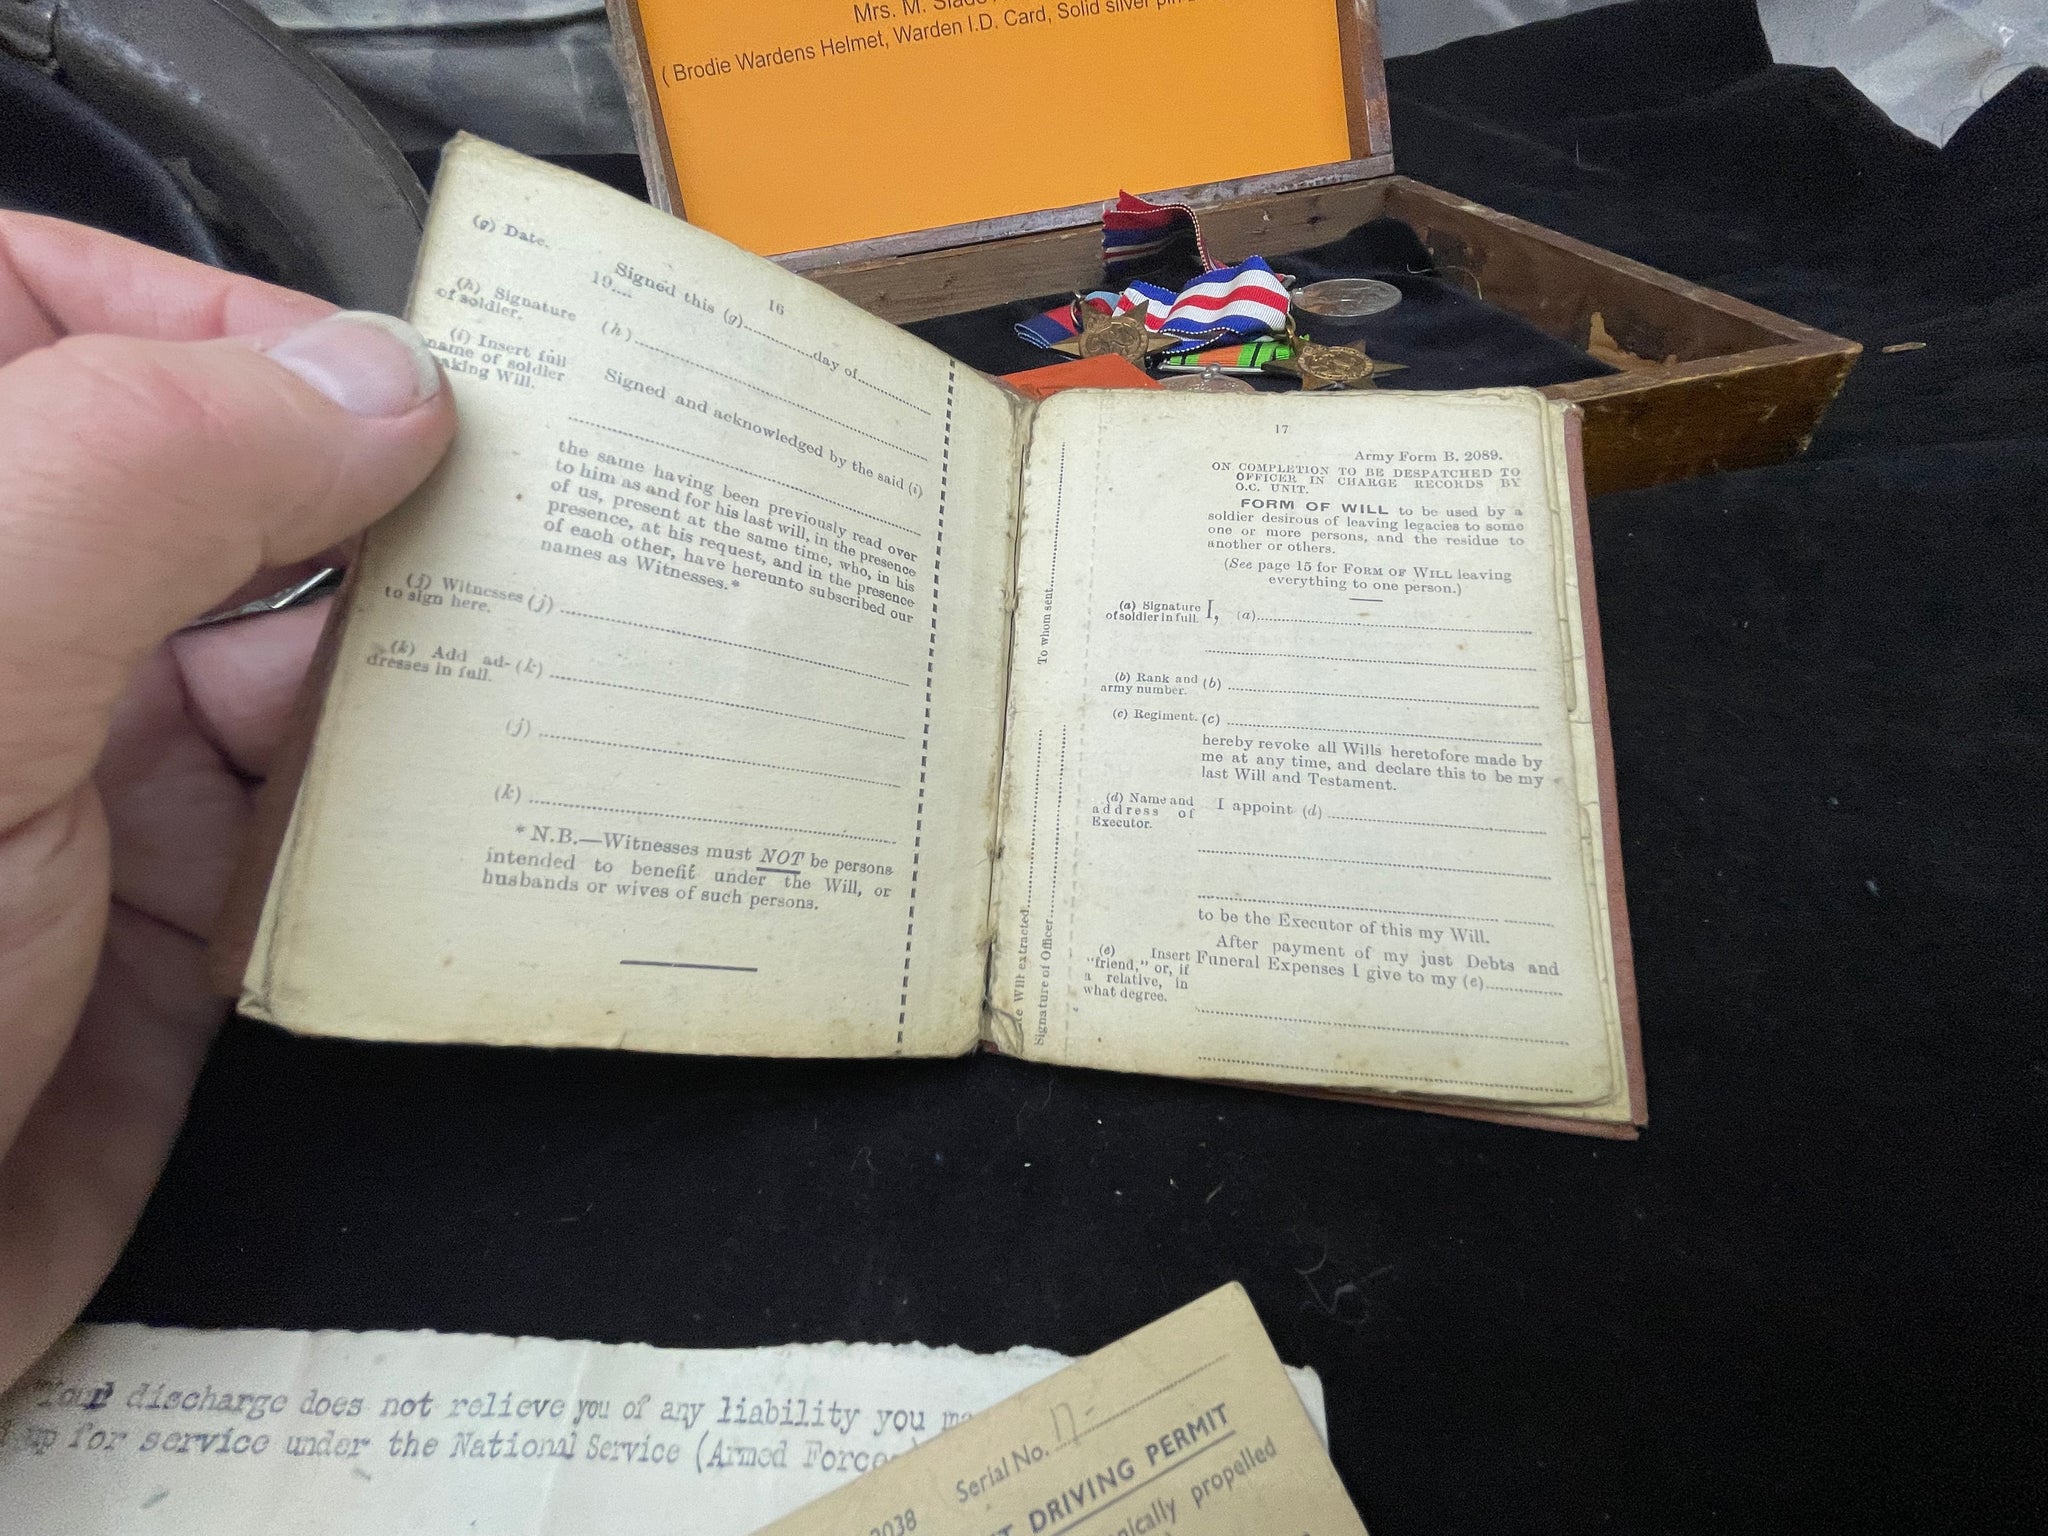 Mrs. M.
( Brodie Wardens Helmet, Warden I.D. Card, Solid silver
16
(g) Date.
Signed this (g)..........day of..........
19....
(h) Signature
of soldier.
(h)
(i) Insert full
name of soldier
making Will.
Signed and acknowledged by the said (i)
the same having been previously read over
to him as and for his last will, in the presence
of us, present at the same time, who, in his
presence, at his request, and in the presence
of each other, have hereunto subscribed our
names as Witnesses.*
(j) Witnesses
to sign here.
(j)
(k) Add ad-
dresses in full.
(k)
(j)
(k)
* N.B.—Witnesses must NOT be persons
intended to benefit under the Will, or
husbands or wives of such persons.
To whom sent
Will extracted
Signature of Officer
17
Army Form B. 2089.
ON COMPLETION TO BE DESPATCHED TO
OFFICER IN CHARGE RECORDS BY
O.C. UNIT.
FORM OF WILL to be used by a
soldier desirous of leaving legacies to some
one or more persons, and the residue to
another or others.
(See page 15 for FORM OF WILL leaving
everything to one person.)
(a) Signature
of soldier in full.
I, (a)
(b) Rank and
army number.
(b)
(c) Regiment. (c)
hereby revoke all Wills heretofore made by
me at any time, and declare this to be my
last Will and Testament.
(d) Name and
address of
Executor.
I appoint (d)
to be the Executor of this my Will.
(e) Insert
"friend," or, if
a relative, in
what degree.
After payment of my just Debts and
Funeral Expenses I give to my (e)
Your discharge does not relieve you of any liability you
up for service under the National Service (Armed Forces
Serial No. 17-
2038
DRIVING PERMIT
propelled